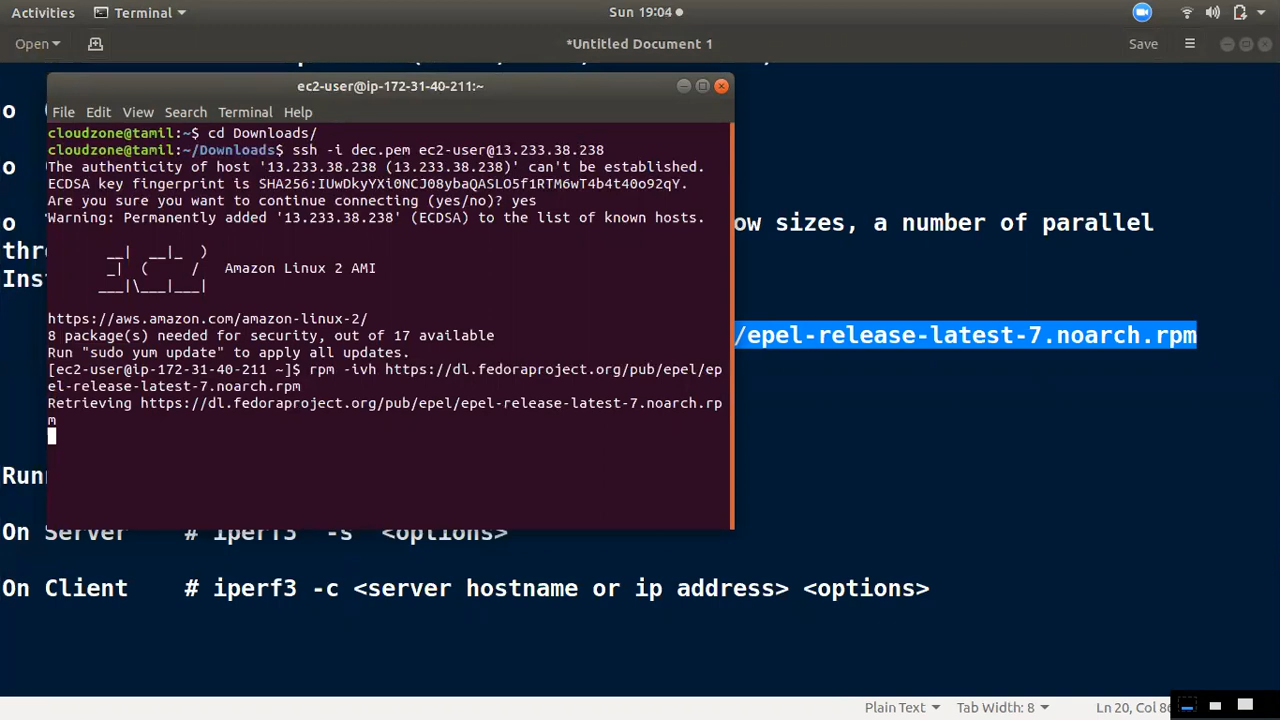 Activities Terminal Sun 19:04
Open *Untitled Document 1 Save
ec2-user@ip-172-31-40-211:~
File Edit View Search Terminal Help
cloudzone@tamil:~$ cd Downloads/
cloudzone@tamil:~/Downloads$ ssh -i dec.pem ec2-user@13.233.38.238
The authenticity of host '13.233.38.238 (13.233.38.238)' can't be established.
ECDSA key fingerprint is SHA256:IUwDkyYXi0NCJ08ybaQASLO5f1RTM6wT4b4t40o92qY.
Are you sure you want to continue connecting (yes/no)? yes
Warning: Permanently added '13.233.38.238' (ECDSA) to the list of known hosts.
__|  __|_  )
_|  (     /   Amazon Linux 2 AMI
___|\___|___|
https://aws.amazon.com/amazon-linux-2/
8 package(s) needed for security, out of 17 available
Run "sudo yum update" to apply all updates.
[ec2-user@ip-172-31-40-211 ~]$ rpm -ivh https://dl.fedoraproject.org/pub/epel/ep
el-release-latest-7.noarch.rpm
Retrieving https://dl.fedoraproject.org/pub/epel/epel-release-latest-7.noarch.rp
m
o
o
o ow sizes, a number of parallel
thr
Ins
/epel-release-latest-7.noarch.rpm
Run
On Server # iperf3 -s <options>
On Client # iperf3 -c <server hostname or ip address> <options>
Plain Text Tab Width: 8 Ln 20, Col 86